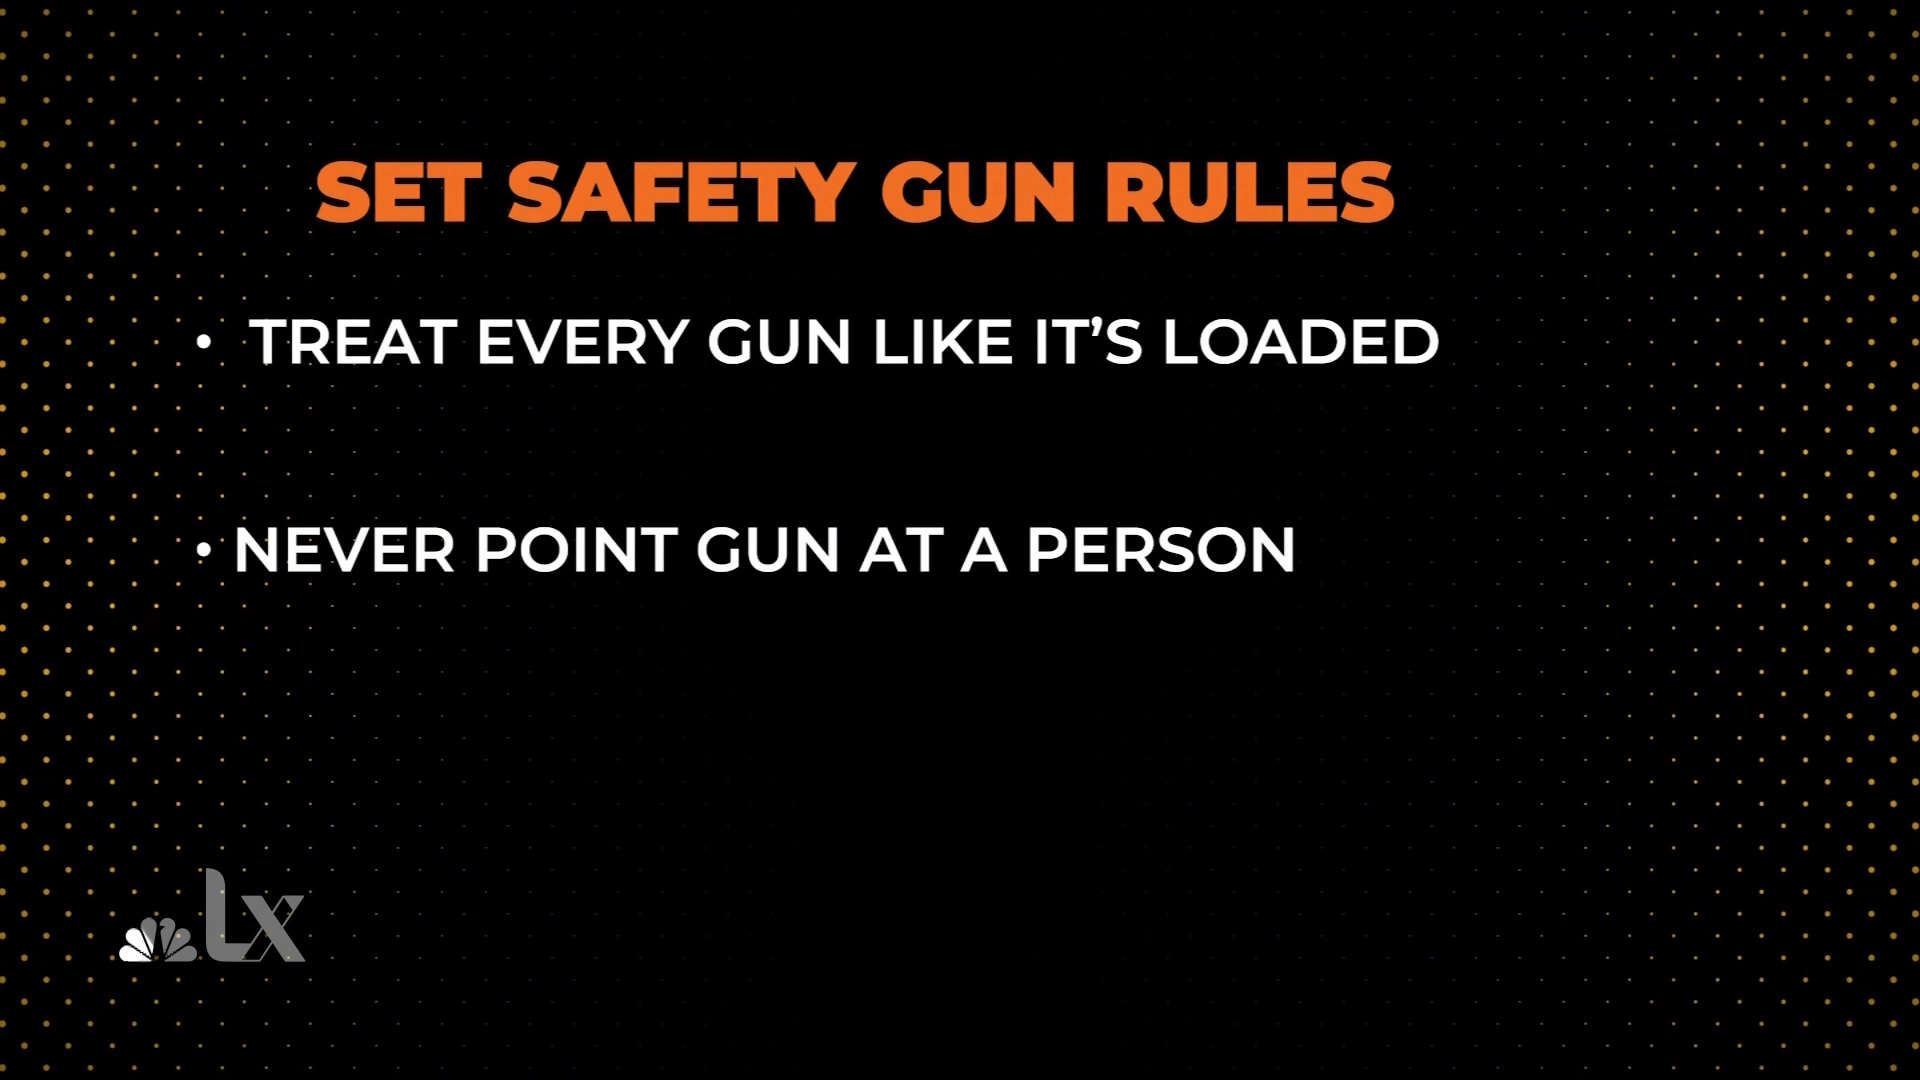 SET SAFETY GUN RULES
• TREAT EVERY GUN LIKE IT’S LOADED
• NEVER POINT GUN AT A PERSON
LX